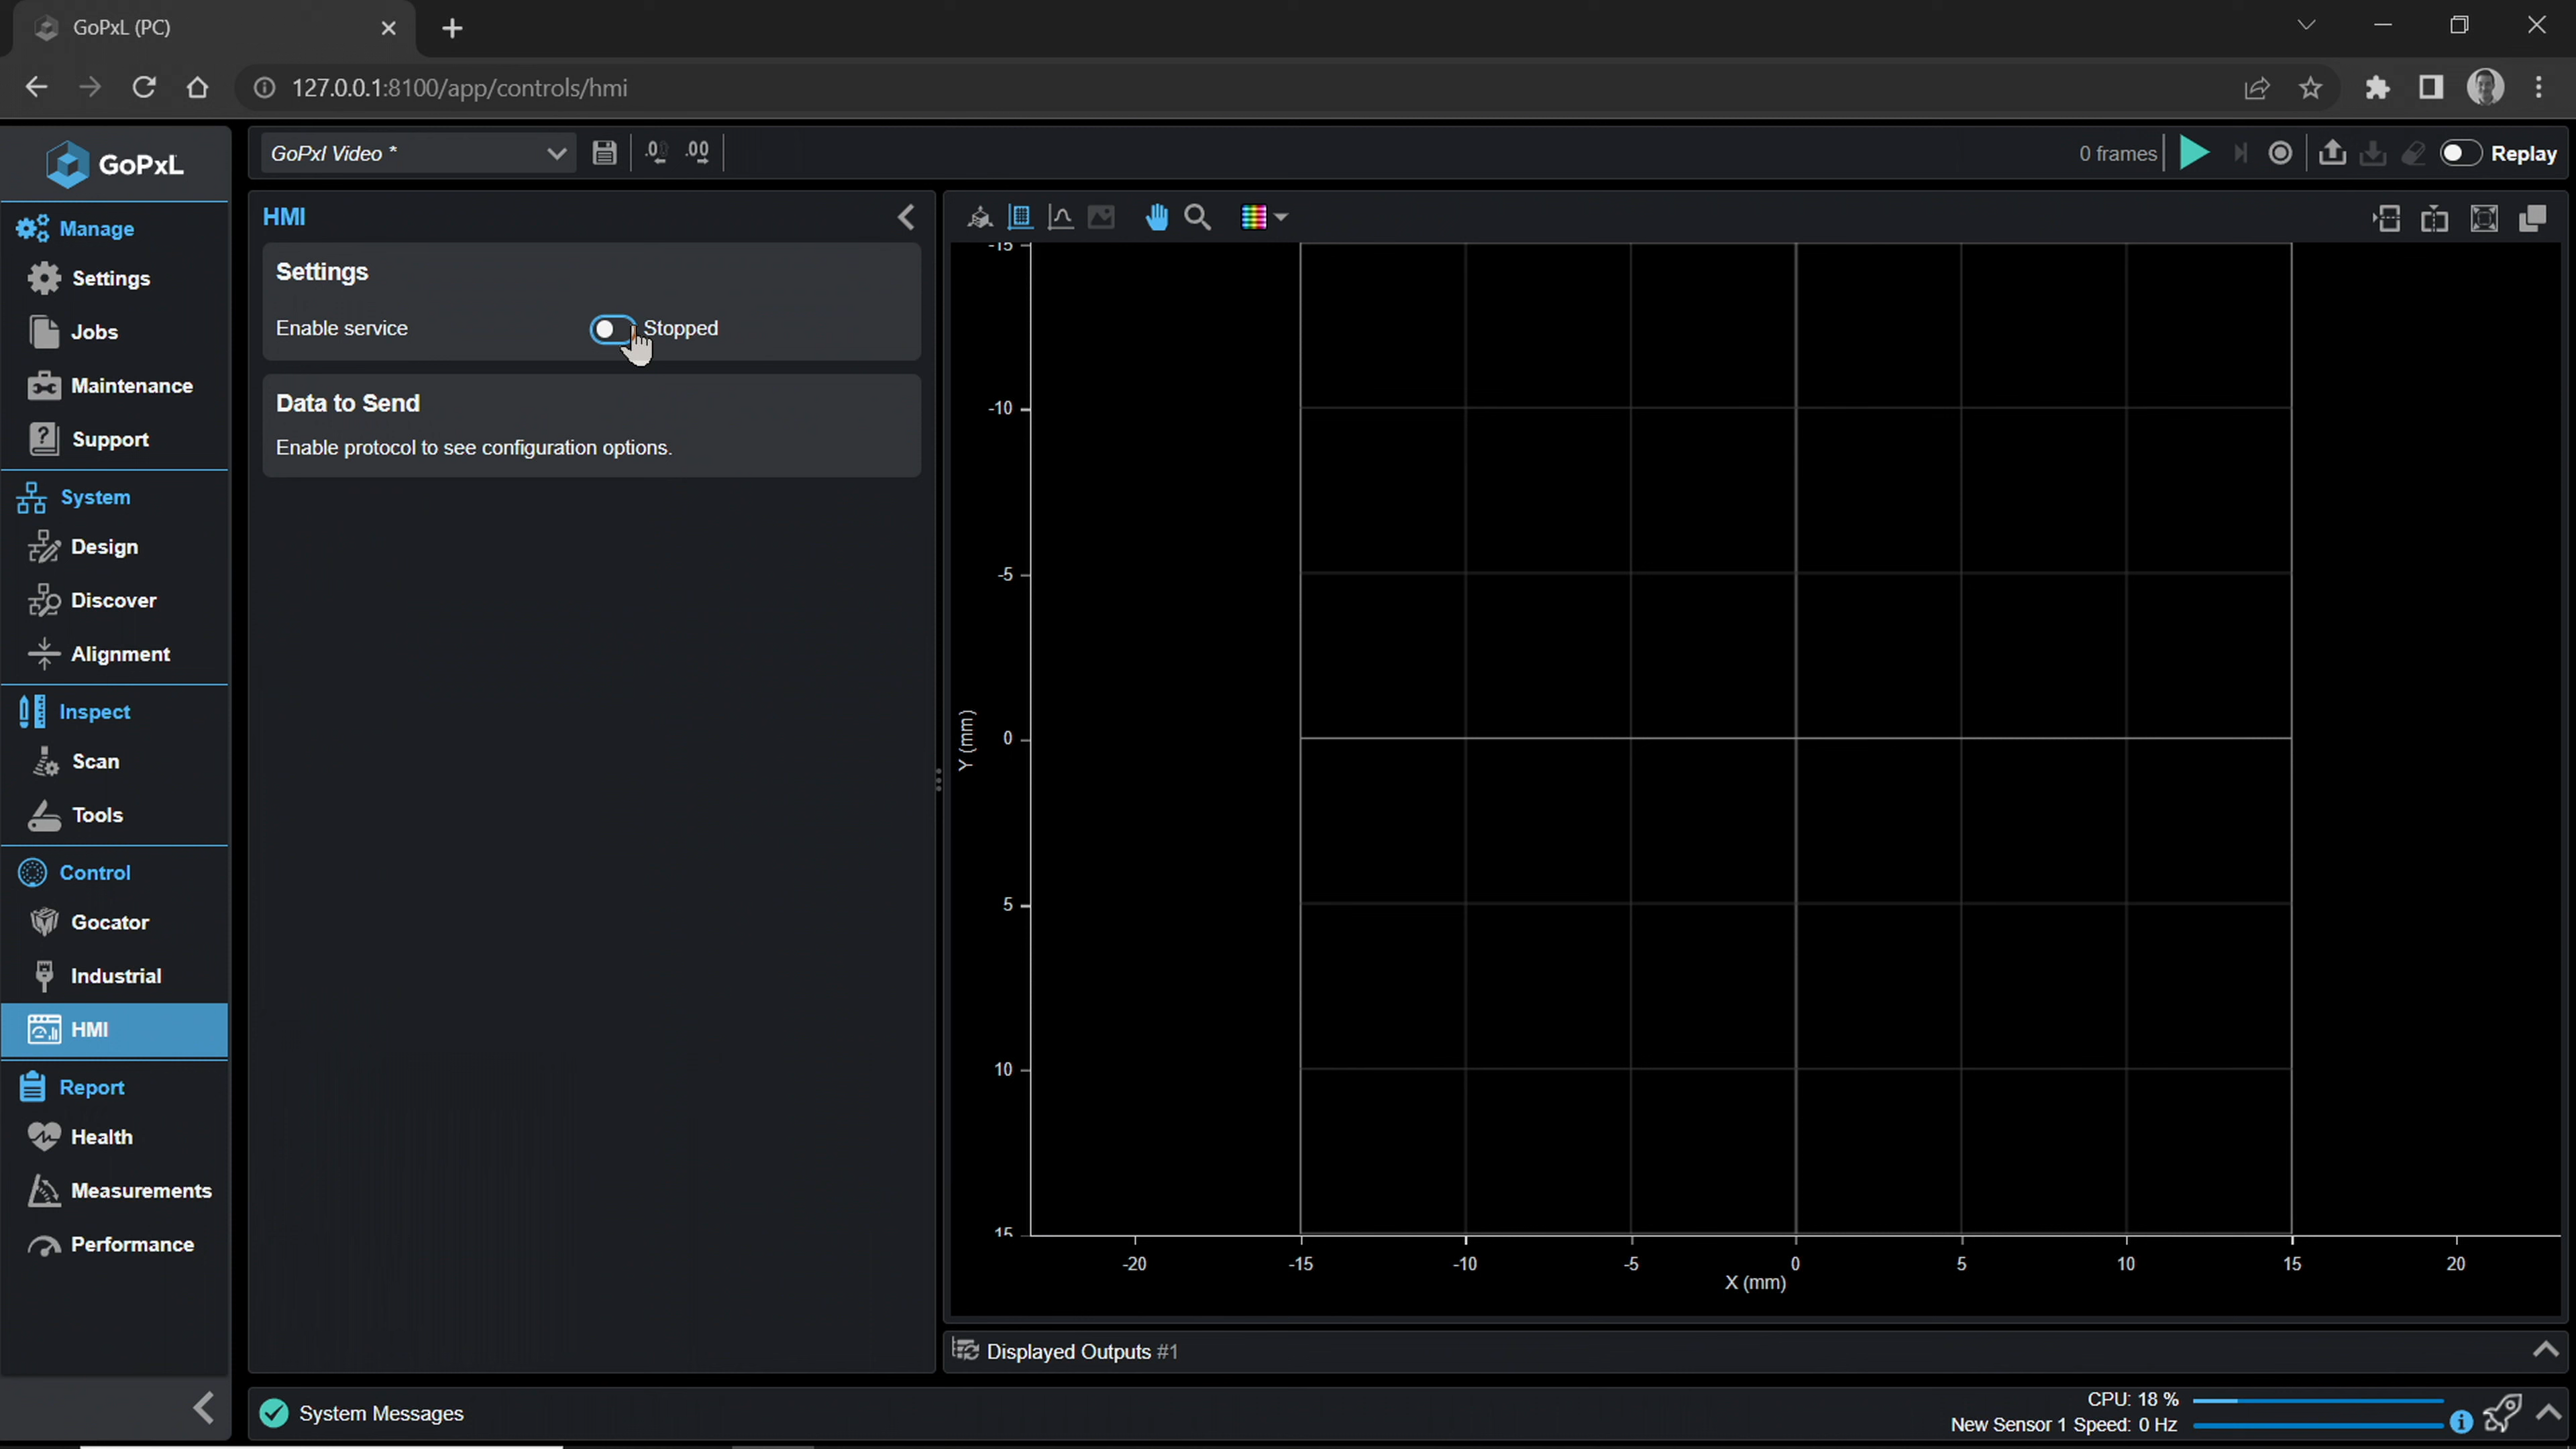 GoPxL (PC)
127.0.0.1:8100/app/controls/hmi
GoPxL
GoPxl Video *
0 frames
Replay
Manage
Settings
Jobs
Maintenance
Support
System
Design
Discover
Alignment
Inspect
Scan
Tools
Control
Gocator
Industrial
HMI
Report
Health
Measurements
Performance
HMI
Settings
Enable service
Stopped
Data to Send
Enable protocol to see configuration options.
-15
-10
-5
0
5
10
15
Y (mm)
-20 -15 -10 -5 0 5 10 15 20
X (mm)
Displayed Outputs #1
System Messages
CPU: 18 %
New Sensor 1 Speed: 0 Hz